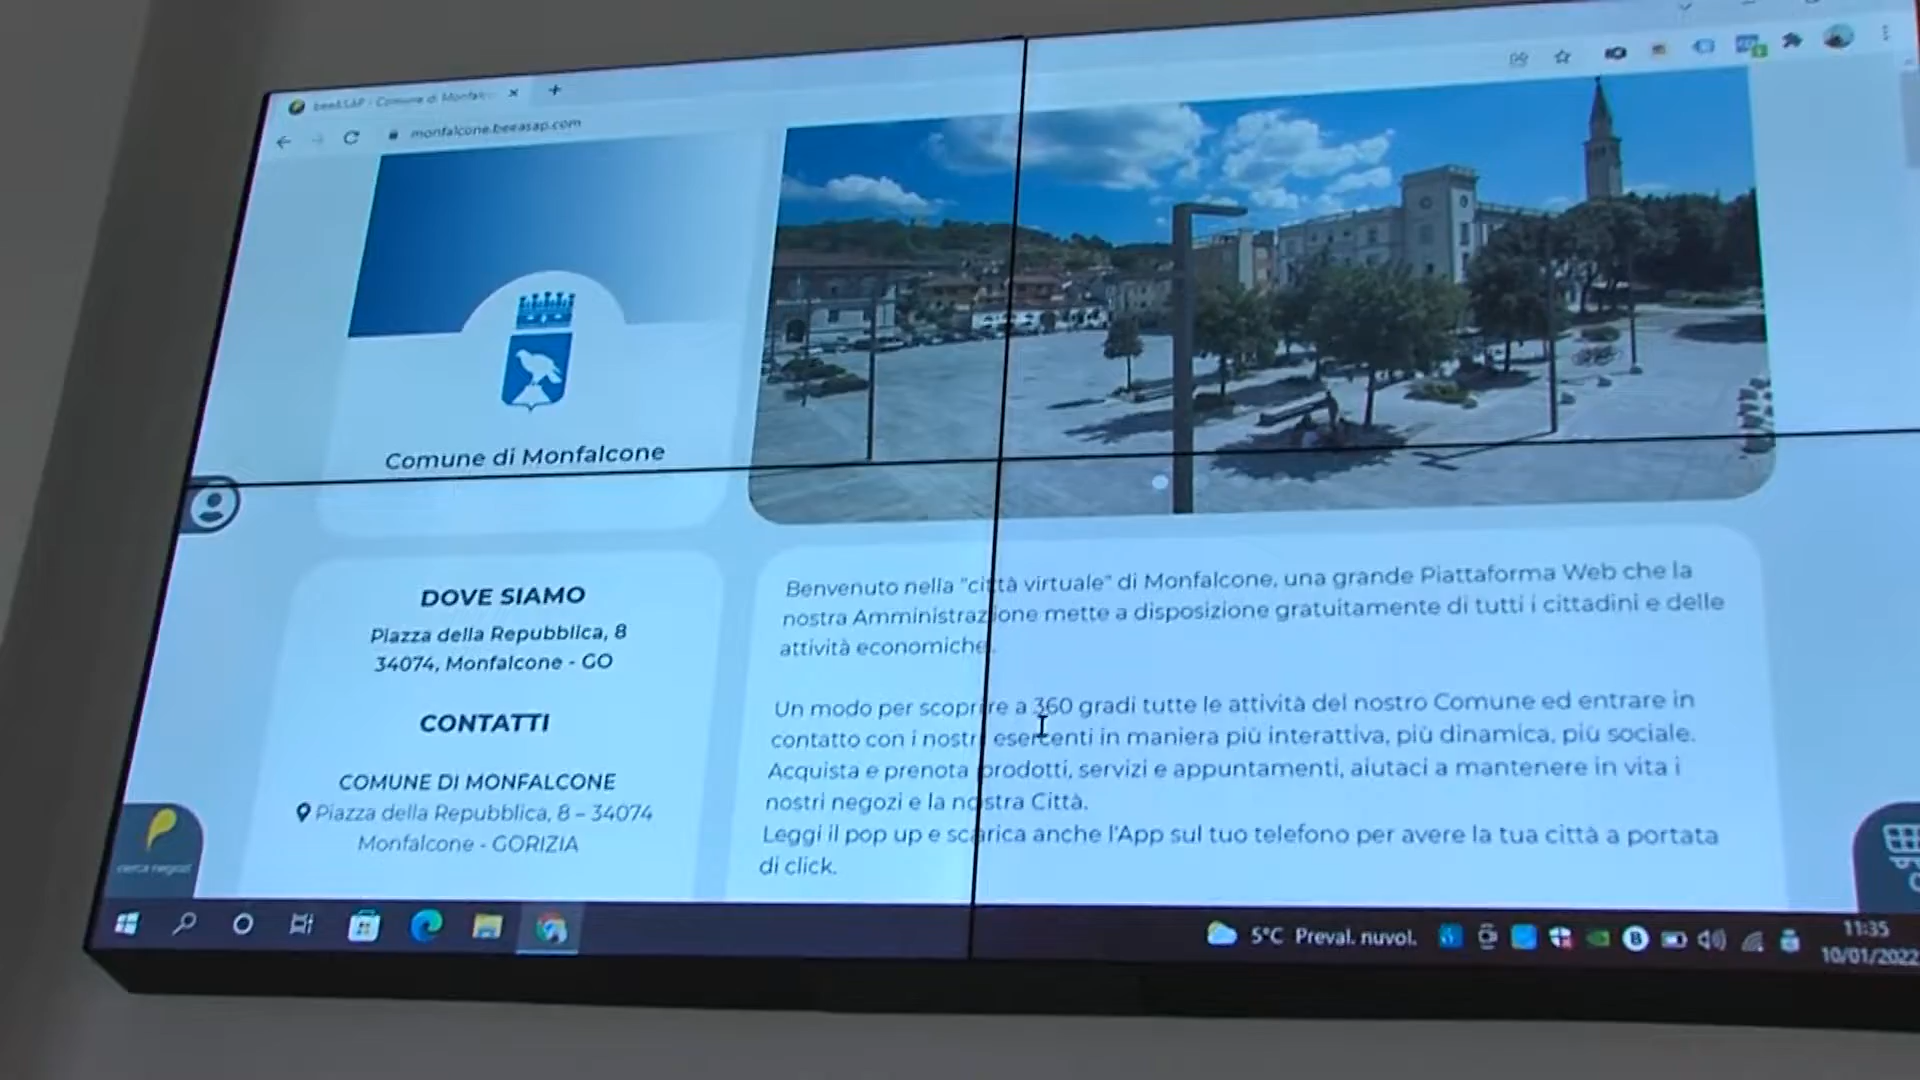 beeASAP - Comune di Monfalc
monfalcone.beeasap.com
Comune di Monfalcone
DOVE SIAMO
Piazza della Repubblica, 8
34074, Monfalcone - GO
CONTATTI
COMUNE DI MONFALCONE
Piazza della Repubblica, 8 – 34074
Monfalcone - GORIZIA
cerca negozi
Benvenuto nella "città virtuale" di Monfalcone, una grande Piattaforma Web che la
nostra Amministrazione mette a disposizione gratuitamente di tutti i cittadini e delle
attività economiche.
Un modo per scoprire a 360 gradi tutte le attività del nostro Comune ed entrare in
contatto con i nostri esercenti in maniera più interattiva, più dinamica, più sociale.
Acquista e prenota prodotti, servizi e appuntamenti, aiutaci a mantenere in vita i
nostri negozi e la nostra Città.
Leggi il pop up e scarica anche l'App sul tuo telefono per avere la tua città a portata
di click.
5°C Preval. nuvol.
11:35
10/01/2022